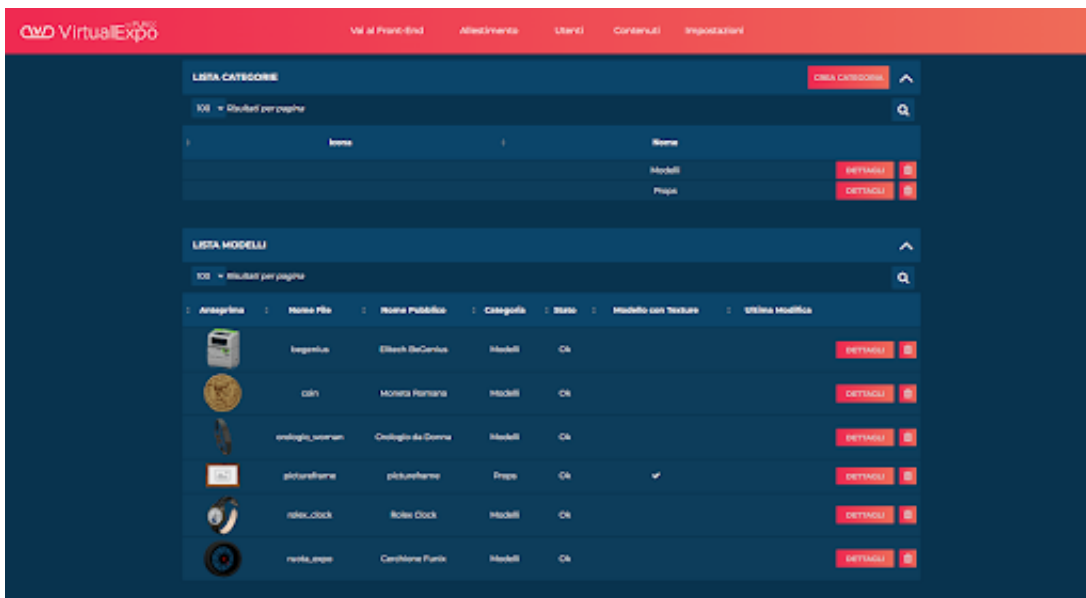 VirtualExpo by FUNIX
Vai al Front-End Allestimento Utenti Contenuti Impostazioni
LISTA CATEGORIE CREA CATEGORIA
100 Risultati per pagina
Icona Nome
Modelli DETTAGLI
Props DETTAGLI
LISTA MODELLI
100 Risultati per pagina
Anteprima Nome File Nome Pubblico Categoria Stato Modello con Texture Ultima Modifica
begenius Elitech BeGenius Modelli Ok DETTAGLI
coin Moneta Romana Modelli Ok DETTAGLI
orologio_woman Orologio da Donna Modelli Ok DETTAGLI
pictureframe pictureframe Props Ok DETTAGLI
rolex_clock Rolex Clock Modelli Ok DETTAGLI
ruota_expo Cerchione Funix Modelli Ok DETTAGLI